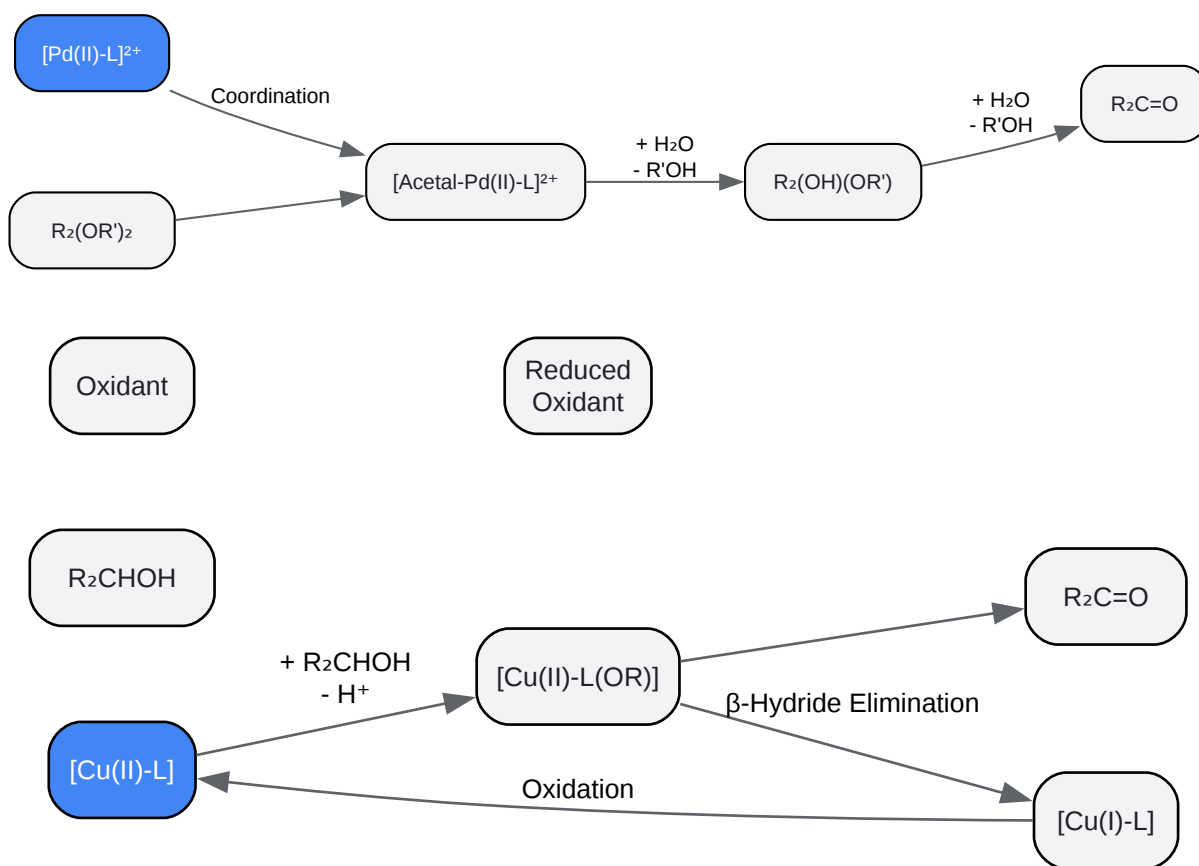 [Pd(II)-L]²⁺
Coordination
R₂(OR')₂
[Acetal-Pd(II)-L]²⁺
+ H₂O
- R'OH
R₂(OH)(OR')
+ H₂O
- R'OH
R₂C=O
Oxidant
Reduced
Oxidant
R₂CHOH
+ R₂CHOH
- H⁺
[Cu(II)-L(OR)]
R₂C=O
β-Hydride Elimination
[Cu(II)-L]
Oxidation
[Cu(I)-L]